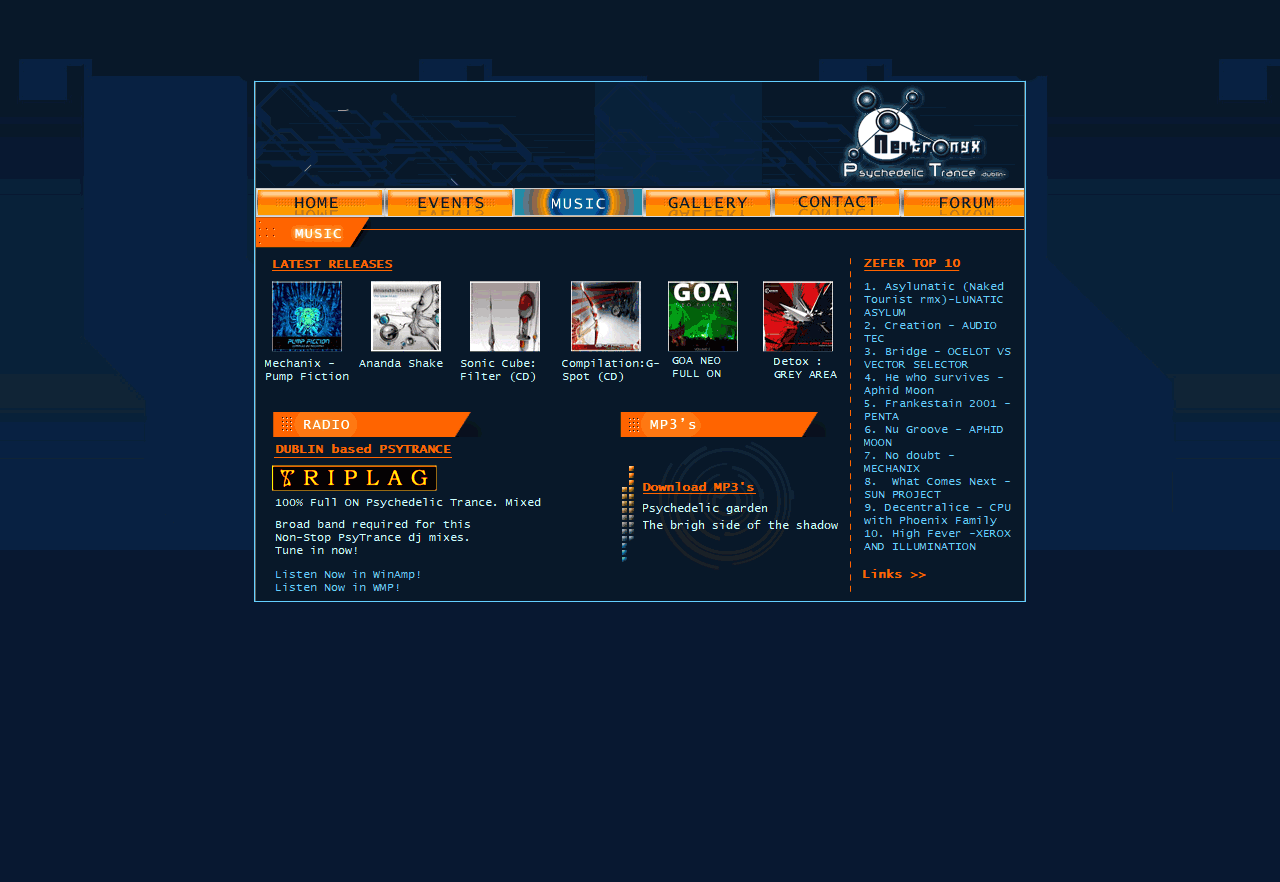 Neutronyx
Psychedelic Trance -dublin-
HOME EVENTS MUSIC GALLERY CONTACT FORUM
MUSIC
LATEST RELEASES
PUMP FICTION
GOA
Mechanix -
Pump Fiction
Ananda Shake
Sonic Cube:
Filter (CD)
Compilation:G-
Spot (CD)
GOA NEO
FULL ON
Detox :
GREY AREA
RADIO
DUBLIN based PSYTRANCE
TRIPLAG
100% Full ON Psychedelic Trance. Mixed
Broad band required for this
Non-Stop PsyTrance dj mixes.
Tune in now!
Listen Now in WinAmp!
Listen Now in WMP!
MP3's
Download MP3's
Psychedelic garden
The brigh side of the shadow
ZEFER TOP 10
1. Asylunatic (Naked
Tourist rmx)-LUNATIC
ASYLUM
2. Creation - AUDIO
TEC
3. Bridge - OCELOT VS
VECTOR SELECTOR
4. He who survives -
Aphid Moon
5. Frankestain 2001 -
PENTA
6. Nu Groove - APHID
MOON
7. No doubt -
MECHANIX
8.  What Comes Next -
SUN PROJECT
9. Decentralice - CPU
with Phoenix Family
10. High Fever -XEROX
AND ILLUMINATION
Links >>